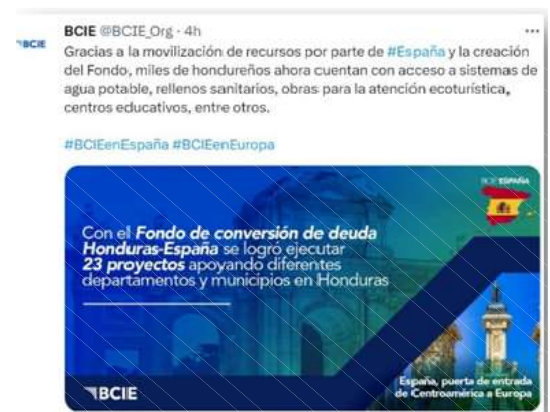 BCIE @BCIE_Org · 4h
BCIE
Gracias a la movilización de recursos por parte de #España y la creación
del Fondo, miles de hondureños ahora cuentan con acceso a sistemas de
agua potable, rellenos sanitarios, obras para la atención ecoturística,
centros educativos, entre otros.
#BCIEenEspaña #BCIEenEuropa
BCIE ESPAÑA
Con el Fondo de conversión de deuda
Honduras-España se logró ejecutar
23 proyectos apoyando diferentes
departamentos y municipios en Honduras
BCIE
España, puerta de entrada
de Centroamérica a Europa